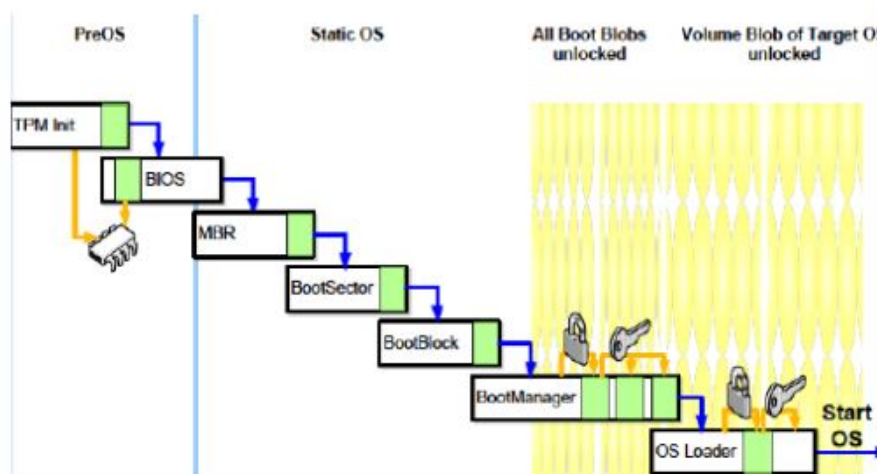 PreOS
Static OS
All Boot Blobs
unlocked
Volume Blob of Target OS
unlocked
TPM Init
BIOS
MBR
BootSector
BootBlock
BootManager
OS Loader
Start
OS